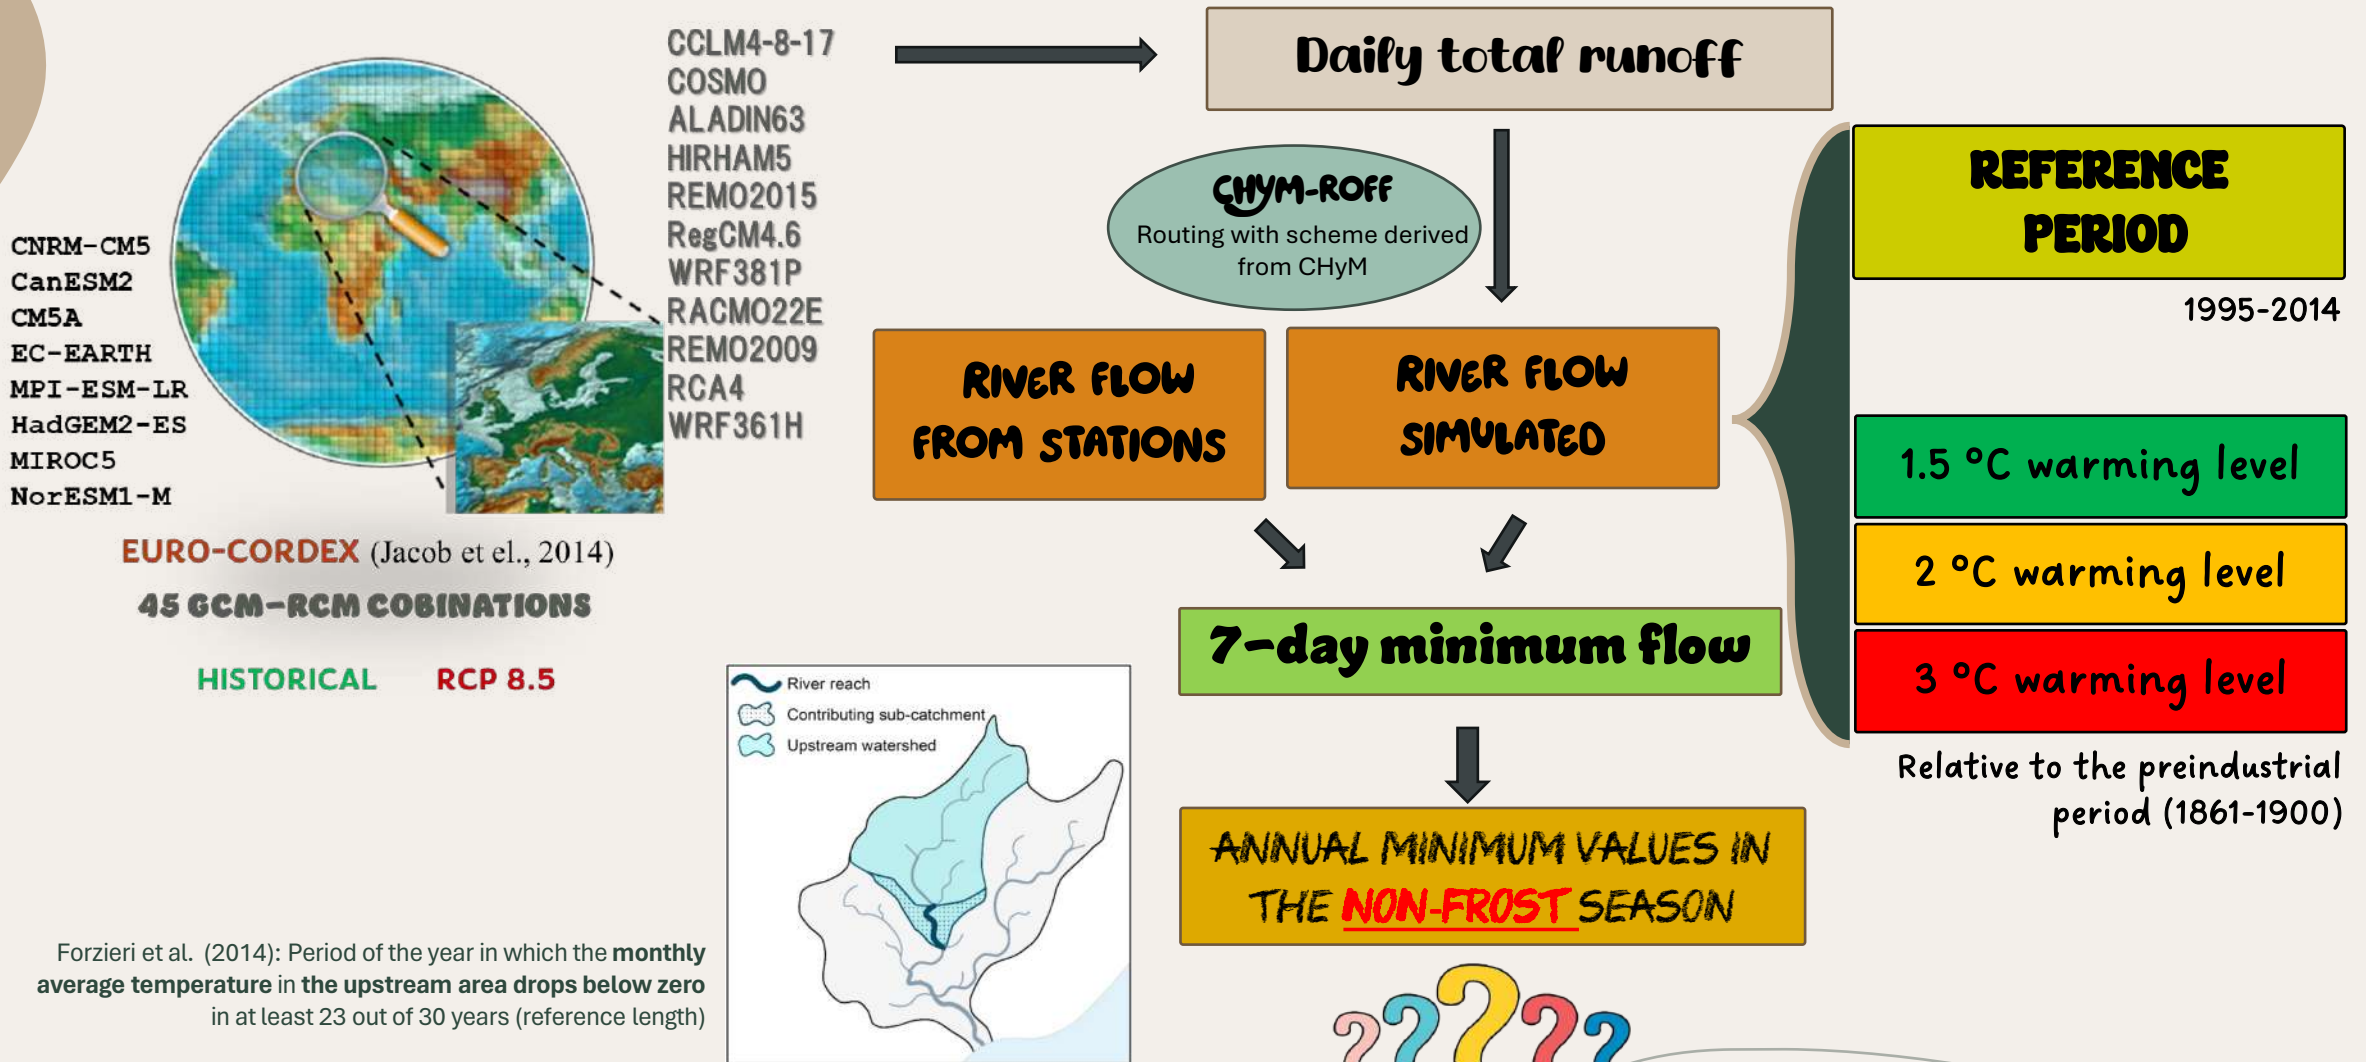 CNRM-CM5
CanESM2
CM5A
EC-EARTH
MPI-ESM-LR
HadGEM2-ES
MIROC5
NorESM1-M
CCLM4-8-17
COSMO
ALADIN63
HIRHAM5
REMO2015
RegCM4.6
WRF381P
RACMO22E
REMO2009
RCA4
WRF361H
EURO-CORDEX (Jacob et el., 2014)
45 GCM-RCM COBINATIONS
HISTORICAL RCP 8.5
Daily total runoff
CHYM-ROFF
Routing with scheme derived
from CHyM
RIVER FLOW
FROM STATIONS
RIVER FLOW
SIMULATED
REFERENCE
PERIOD
1995-2014
1.5 °C warming level
2 °C warming level
3 °C warming level
Relative to the preindustrial
period (1861-1900)
7-day minimum flow
ANNUAL MINIMUM VALUES IN
THE NON-FROST SEASON
River reach
Contributing sub-catchment
Upstream watershed
Forzieri et al. (2014): Period of the year in which the monthly
average temperature in the upstream area drops below zero
in at least 23 out of 30 years (reference length)
?????